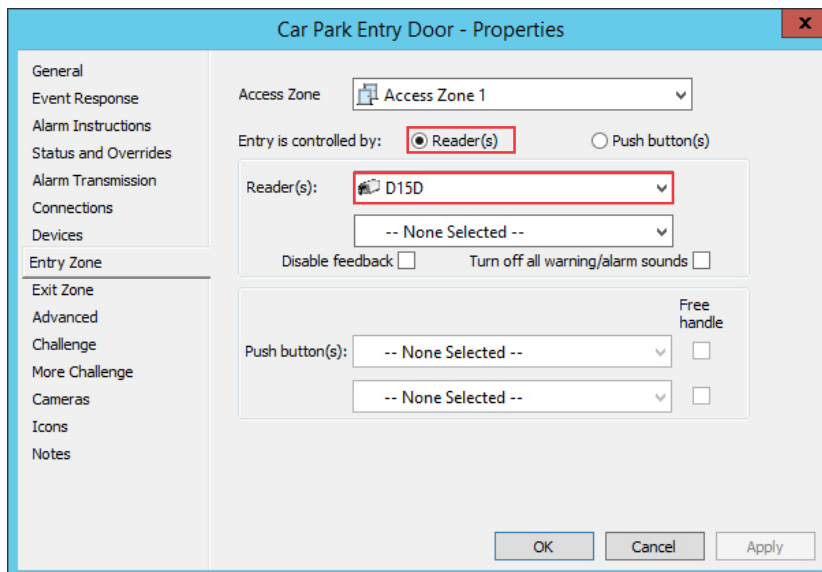 Car Park Entry Door - Properties
x
General
Event Response
Alarm Instructions
Status and Overrides
Alarm Transmission
Connections
Devices
Entry Zone
Exit Zone
Advanced
Challenge
More Challenge
Cameras
Icons
Notes
Access Zone Access Zone 1
Entry is controlled by: Reader(s) Push button(s)
Reader(s): D15D
-- None Selected --
Disable feedback Turn off all warning/alarm sounds
Free
handle
Push button(s): -- None Selected --
-- None Selected --
OK Cancel Apply